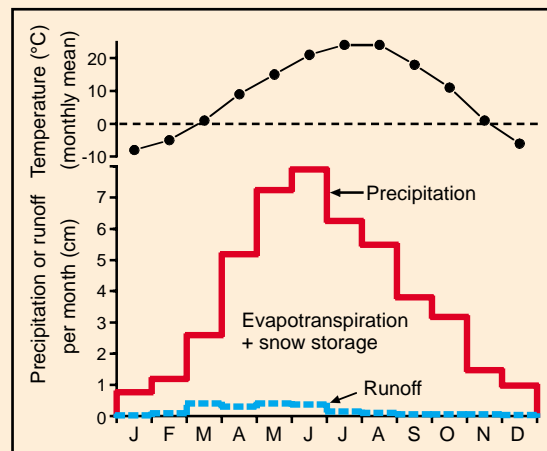 Temperature (°C)
(monthly mean)
20
10
0
-10
Precipitation or runoff
per month (cm)
7
6
5
4
3
2
1
0
Precipitation
Evapotranspiration
+ snow storage
Runoff
J F M A M J J A S O N D